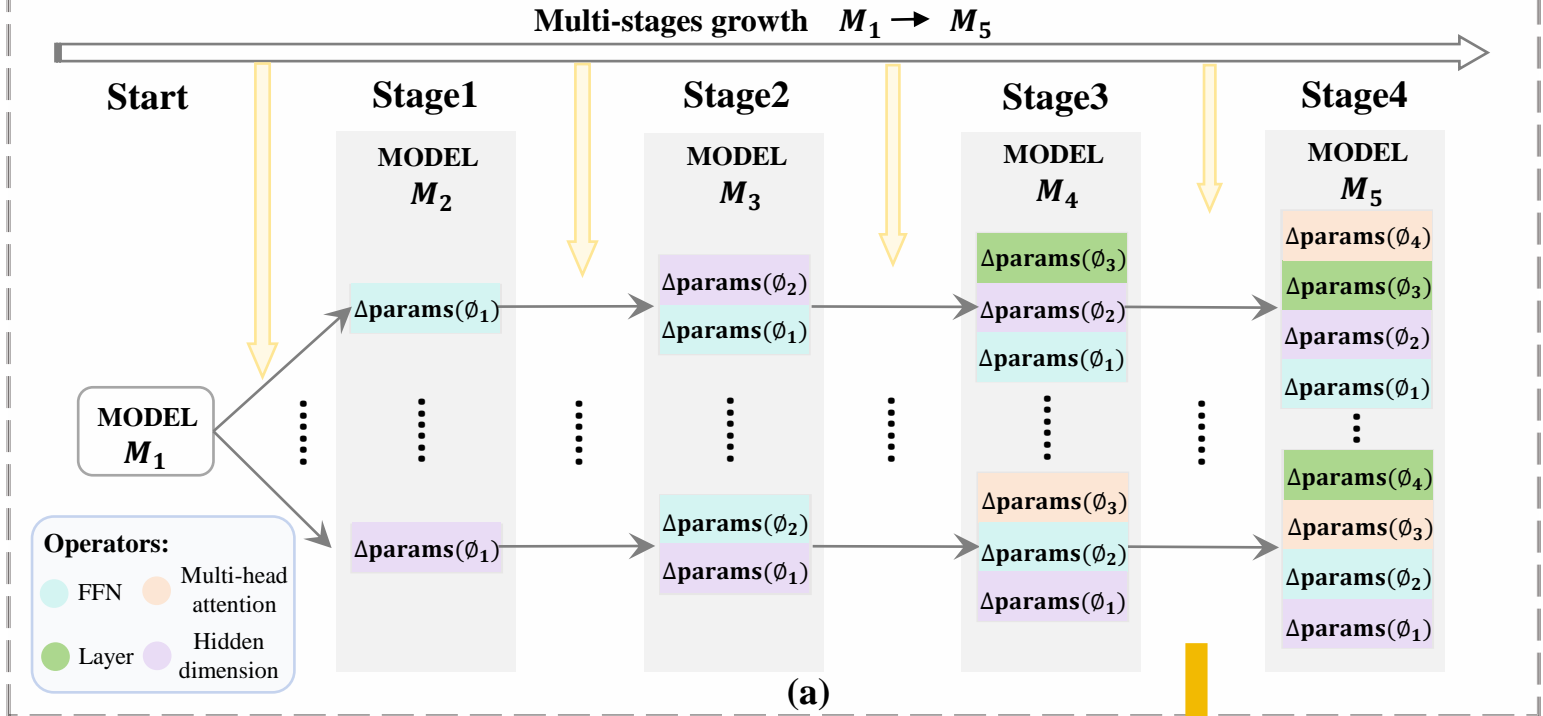 Multi-stages growth M₁ → M₅
Start
Stage1
Stage2
Stage3
Stage4
MODEL
M₂
MODEL
M₃
MODEL
M₄
MODEL
M₅
Δparams(∅₁)
Δparams(∅₂)
Δparams(∅₁)
Δparams(∅₃)
Δparams(∅₂)
Δparams(∅₁)
Δparams(∅₄)
Δparams(∅₃)
Δparams(∅₂)
Δparams(∅₁)
MODEL
M₁
Δparams(∅₁)
Δparams(∅₂)
Δparams(∅₁)
Δparams(∅₃)
Δparams(∅₂)
Δparams(∅₁)
Δparams(∅₄)
Δparams(∅₃)
Δparams(∅₂)
Δparams(∅₁)
Operators:
FFN
Multi-head
attention
Layer
Hidden
dimension
(a)